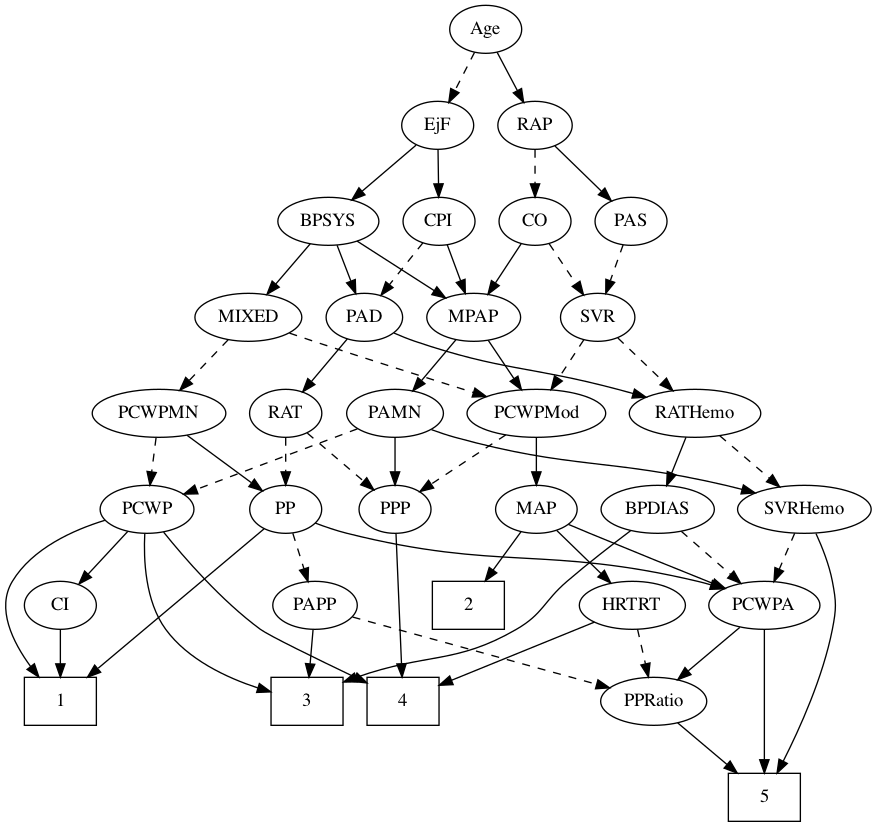 Age
EjF RAP
BPSYS CPI CO PAS
MIXED PAD MPAP SVR
PCWPMN RAT PAMN PCWPMod RATHemo
PCWP PP PPP MAP BPDIAS SVRHemo
CI PAPP 2 HRTRT PCWPA
1 3 4 PPRatio
5